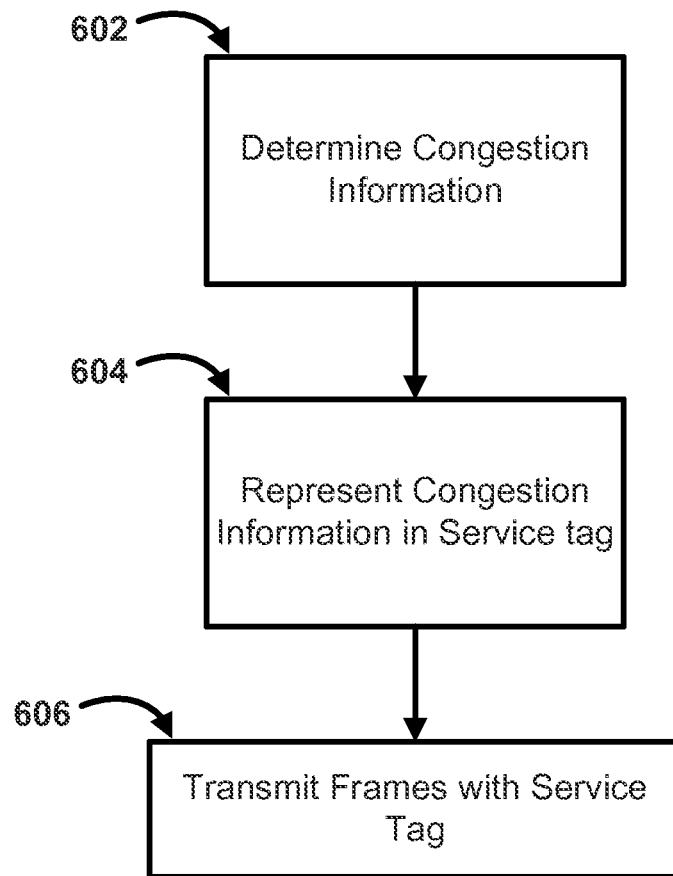 602
Determine Congestion
Information
604
Represent Congestion
Information in Service tag
606
Transmit Frames with Service
Tag